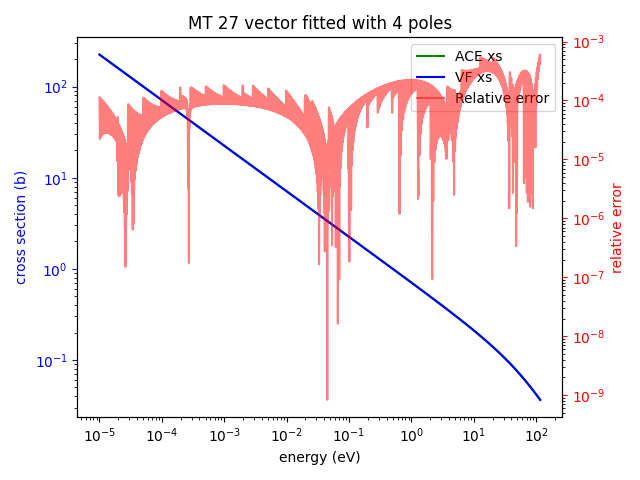 MT 27 vector fitted with 4 poles
ACE xs
VF xs
Relative error
cross section (b)
10^2
10^1
10^0
10^-1
10^-3
10^-4
10^-5
10^-6
10^-7
10^-8
10^-9
relative error
10^-5 10^-4 10^-3 10^-2 10^-1 10^0 10^1 10^2
energy (eV)